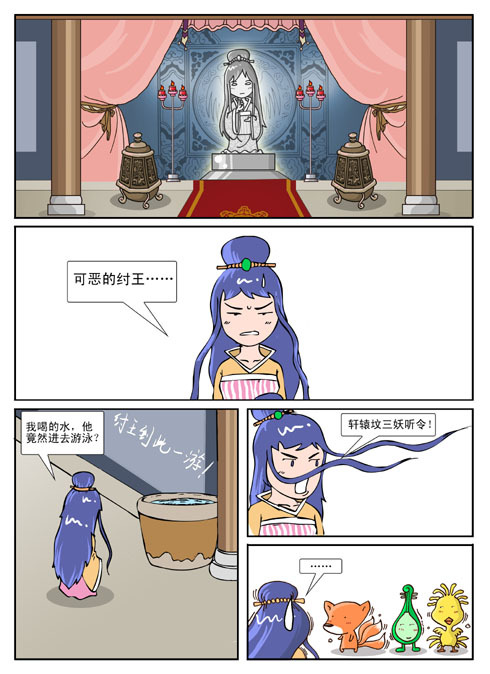 可恶的纣王……
我喝的水，他
竟然进去游泳？
纣王到此一游！
轩辕坟三妖听令！
……